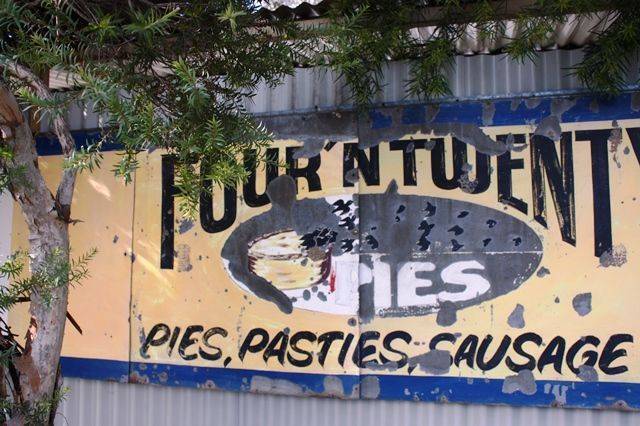 FOUR'N TWENTY
PIES
PIES, PASTIES, SAUSAGE